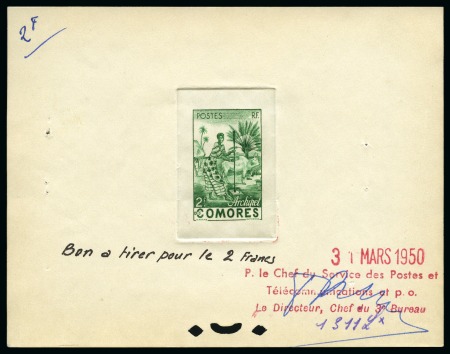 2F
POSTES RF.
2F Archipel
COMORES
Bon a tirer pour le 2 Francs
31 MARS 1950
P. le Chef du Service des Postes et
Télécommunications et p. o.
Le Directeur, Chef du 3e Bureau